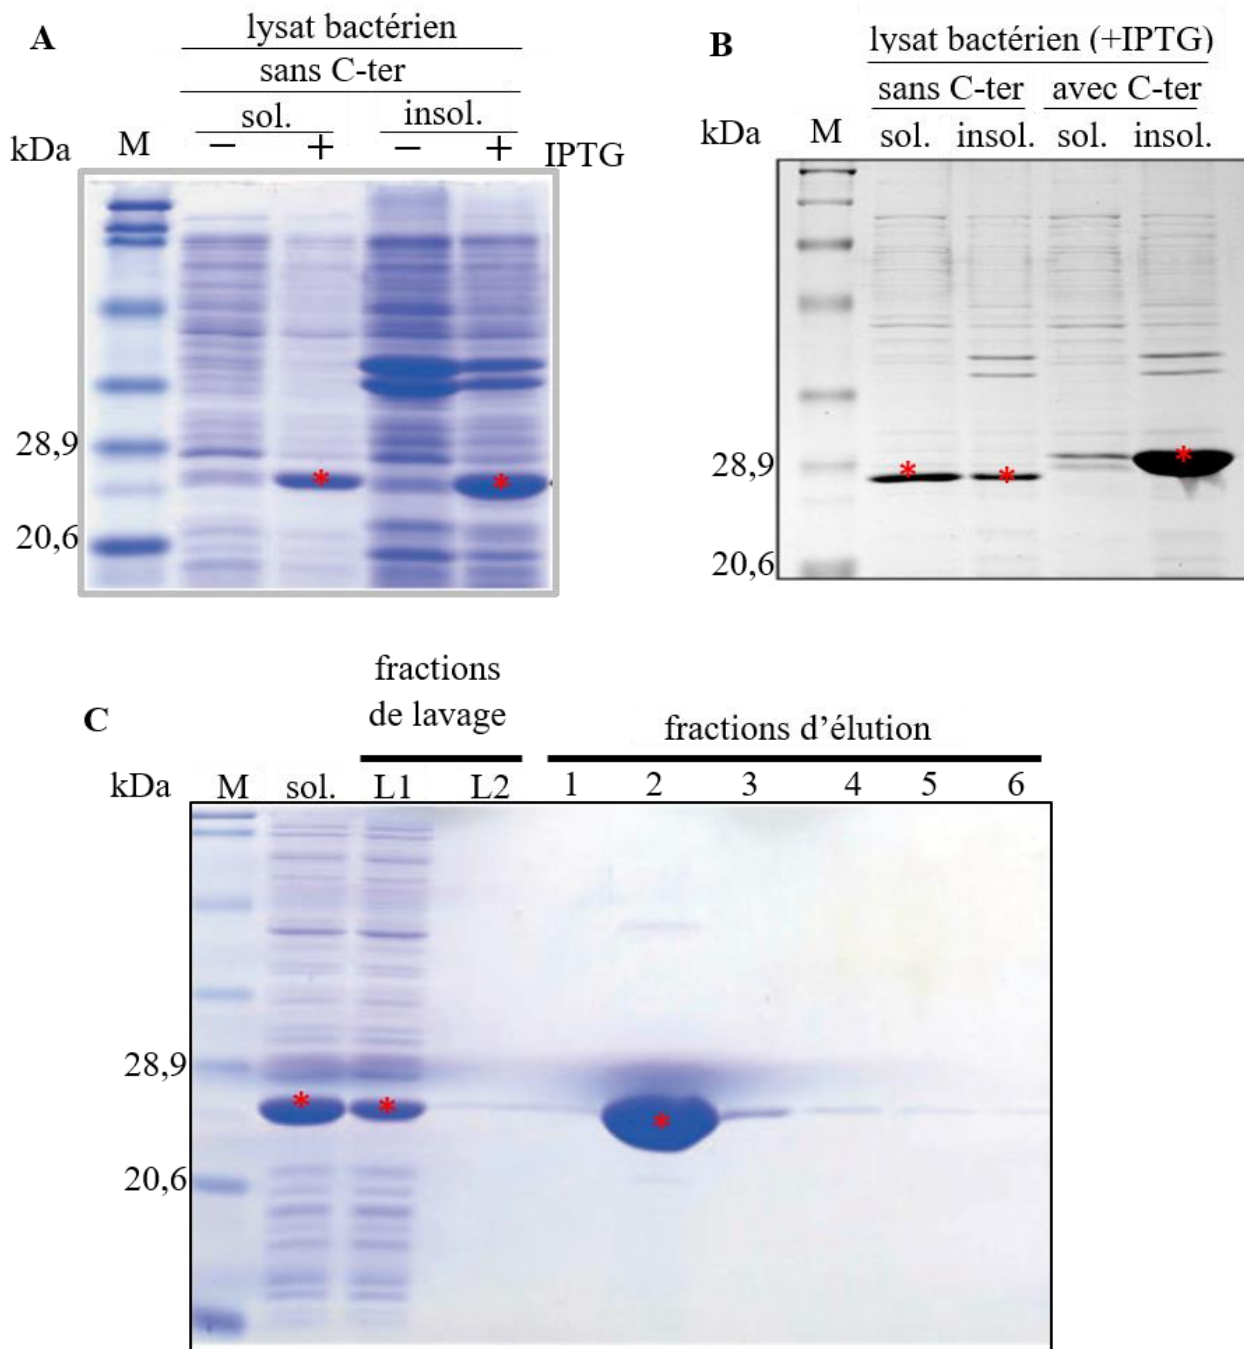 A
lysat bactérien
sans C-ter
sol. insol.
kDa M − + − + IPTG
28,9
20,6
B
lysat bactérien (+IPTG)
sans C-ter avec C-ter
kDa M sol. insol. sol. insol.
28,9
20,6
* * * * *
C
fractions
de lavage
fractions d’élution
kDa M sol. L1 L2 1 2 3 4 5 6
28,9
20,6
* * *